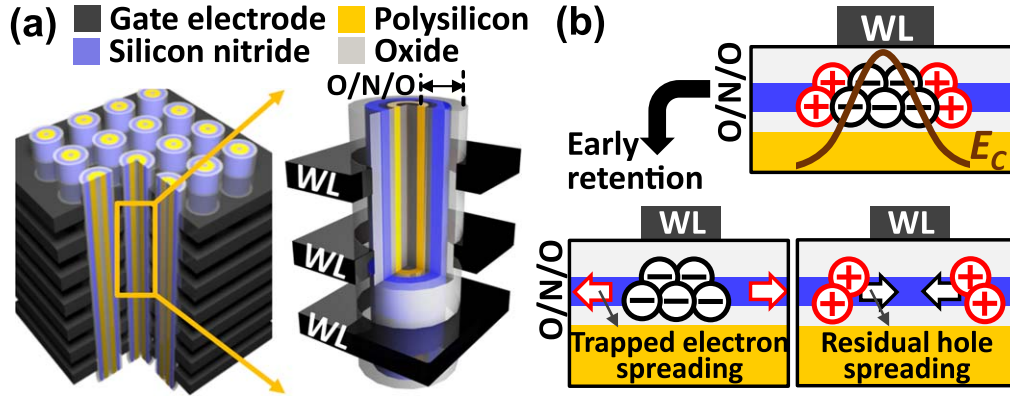 (a)
Gate electrode
Polysilicon
Silicon nitride
Oxide
O/N/O
WL
WL
WL
(b)
WL
O/N/O
+ − − +
+ − − − +
E_C
Early
retention
WL
O/N/O
− −
− − −
Trapped electron
spreading
WL
+ +
+ +
Residual hole
spreading